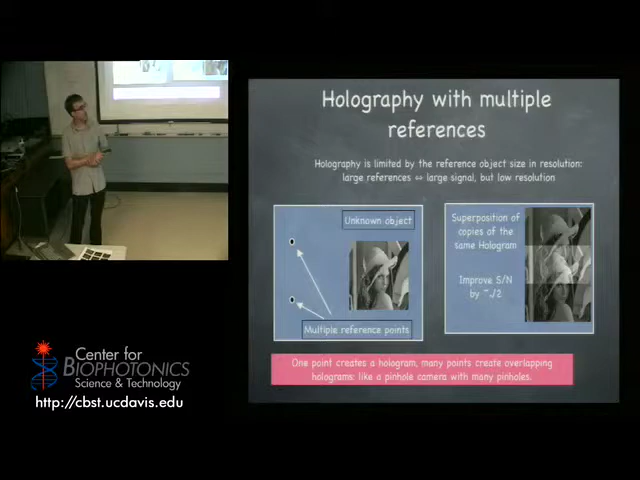 Holography with multiple
references
Holography is limited by the reference object size in resolution:
large references ⇔ large signal, but low resolution
Unknown object
Multiple reference points
Superposition of
copies of the
same Hologram
Improve S/N
by ~√2
One point creates a hologram, many points create overlapping
holograms: like a pinhole camera with many pinholes.
Center for
BIOPHOTONICS
Science & Technology
http://cbst.ucdavis.edu